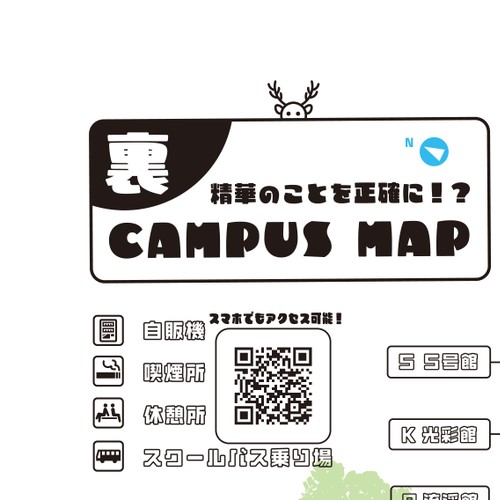 裏
N
精華のことを正確に！？
CAMPUS MAP
スマホでもアクセス可能！
自販機
喫煙所
休憩所
スクールバス乗り場
S S号館
K 光彩館